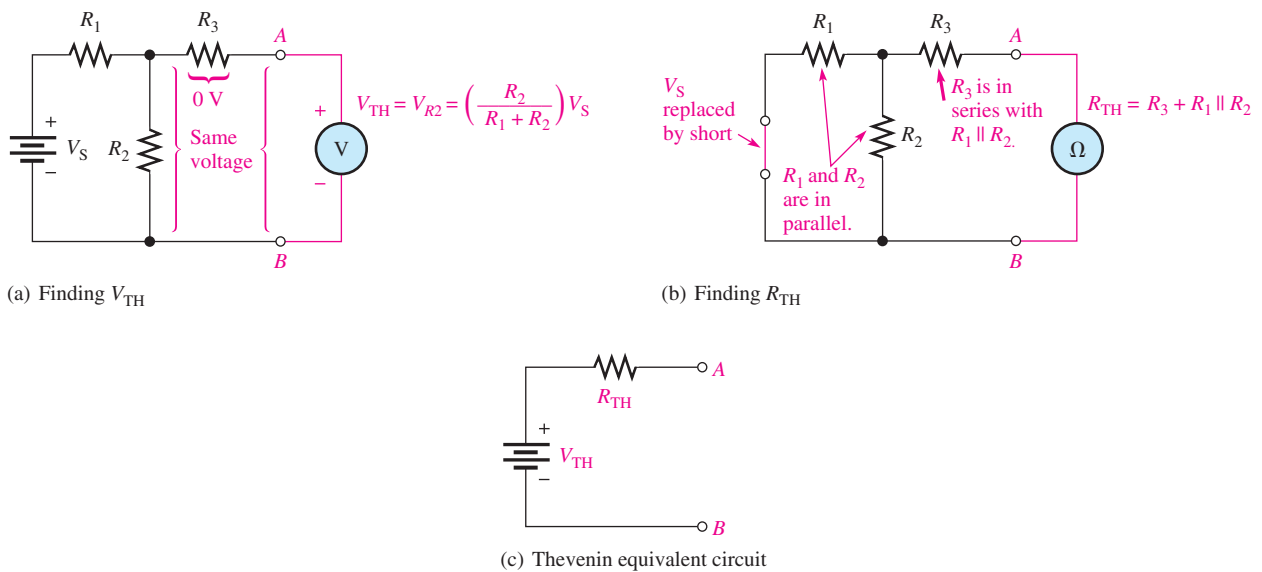 R1
R3
A
0 V
+
VS
−
R2
Same
voltage
+
V
−
VTH = VR2 = (R2 / R1 + R2) VS
B
(a) Finding VTH
R1
R3
A
VS
replaced
by short
R3 is in
series with
R1 || R2.
R2
R1 and R2
are in
parallel.
Ω
RTH = R3 + R1 || R2
B
(b) Finding RTH
RTH
A
+
VTH
−
B
(c) Thevenin equivalent circuit